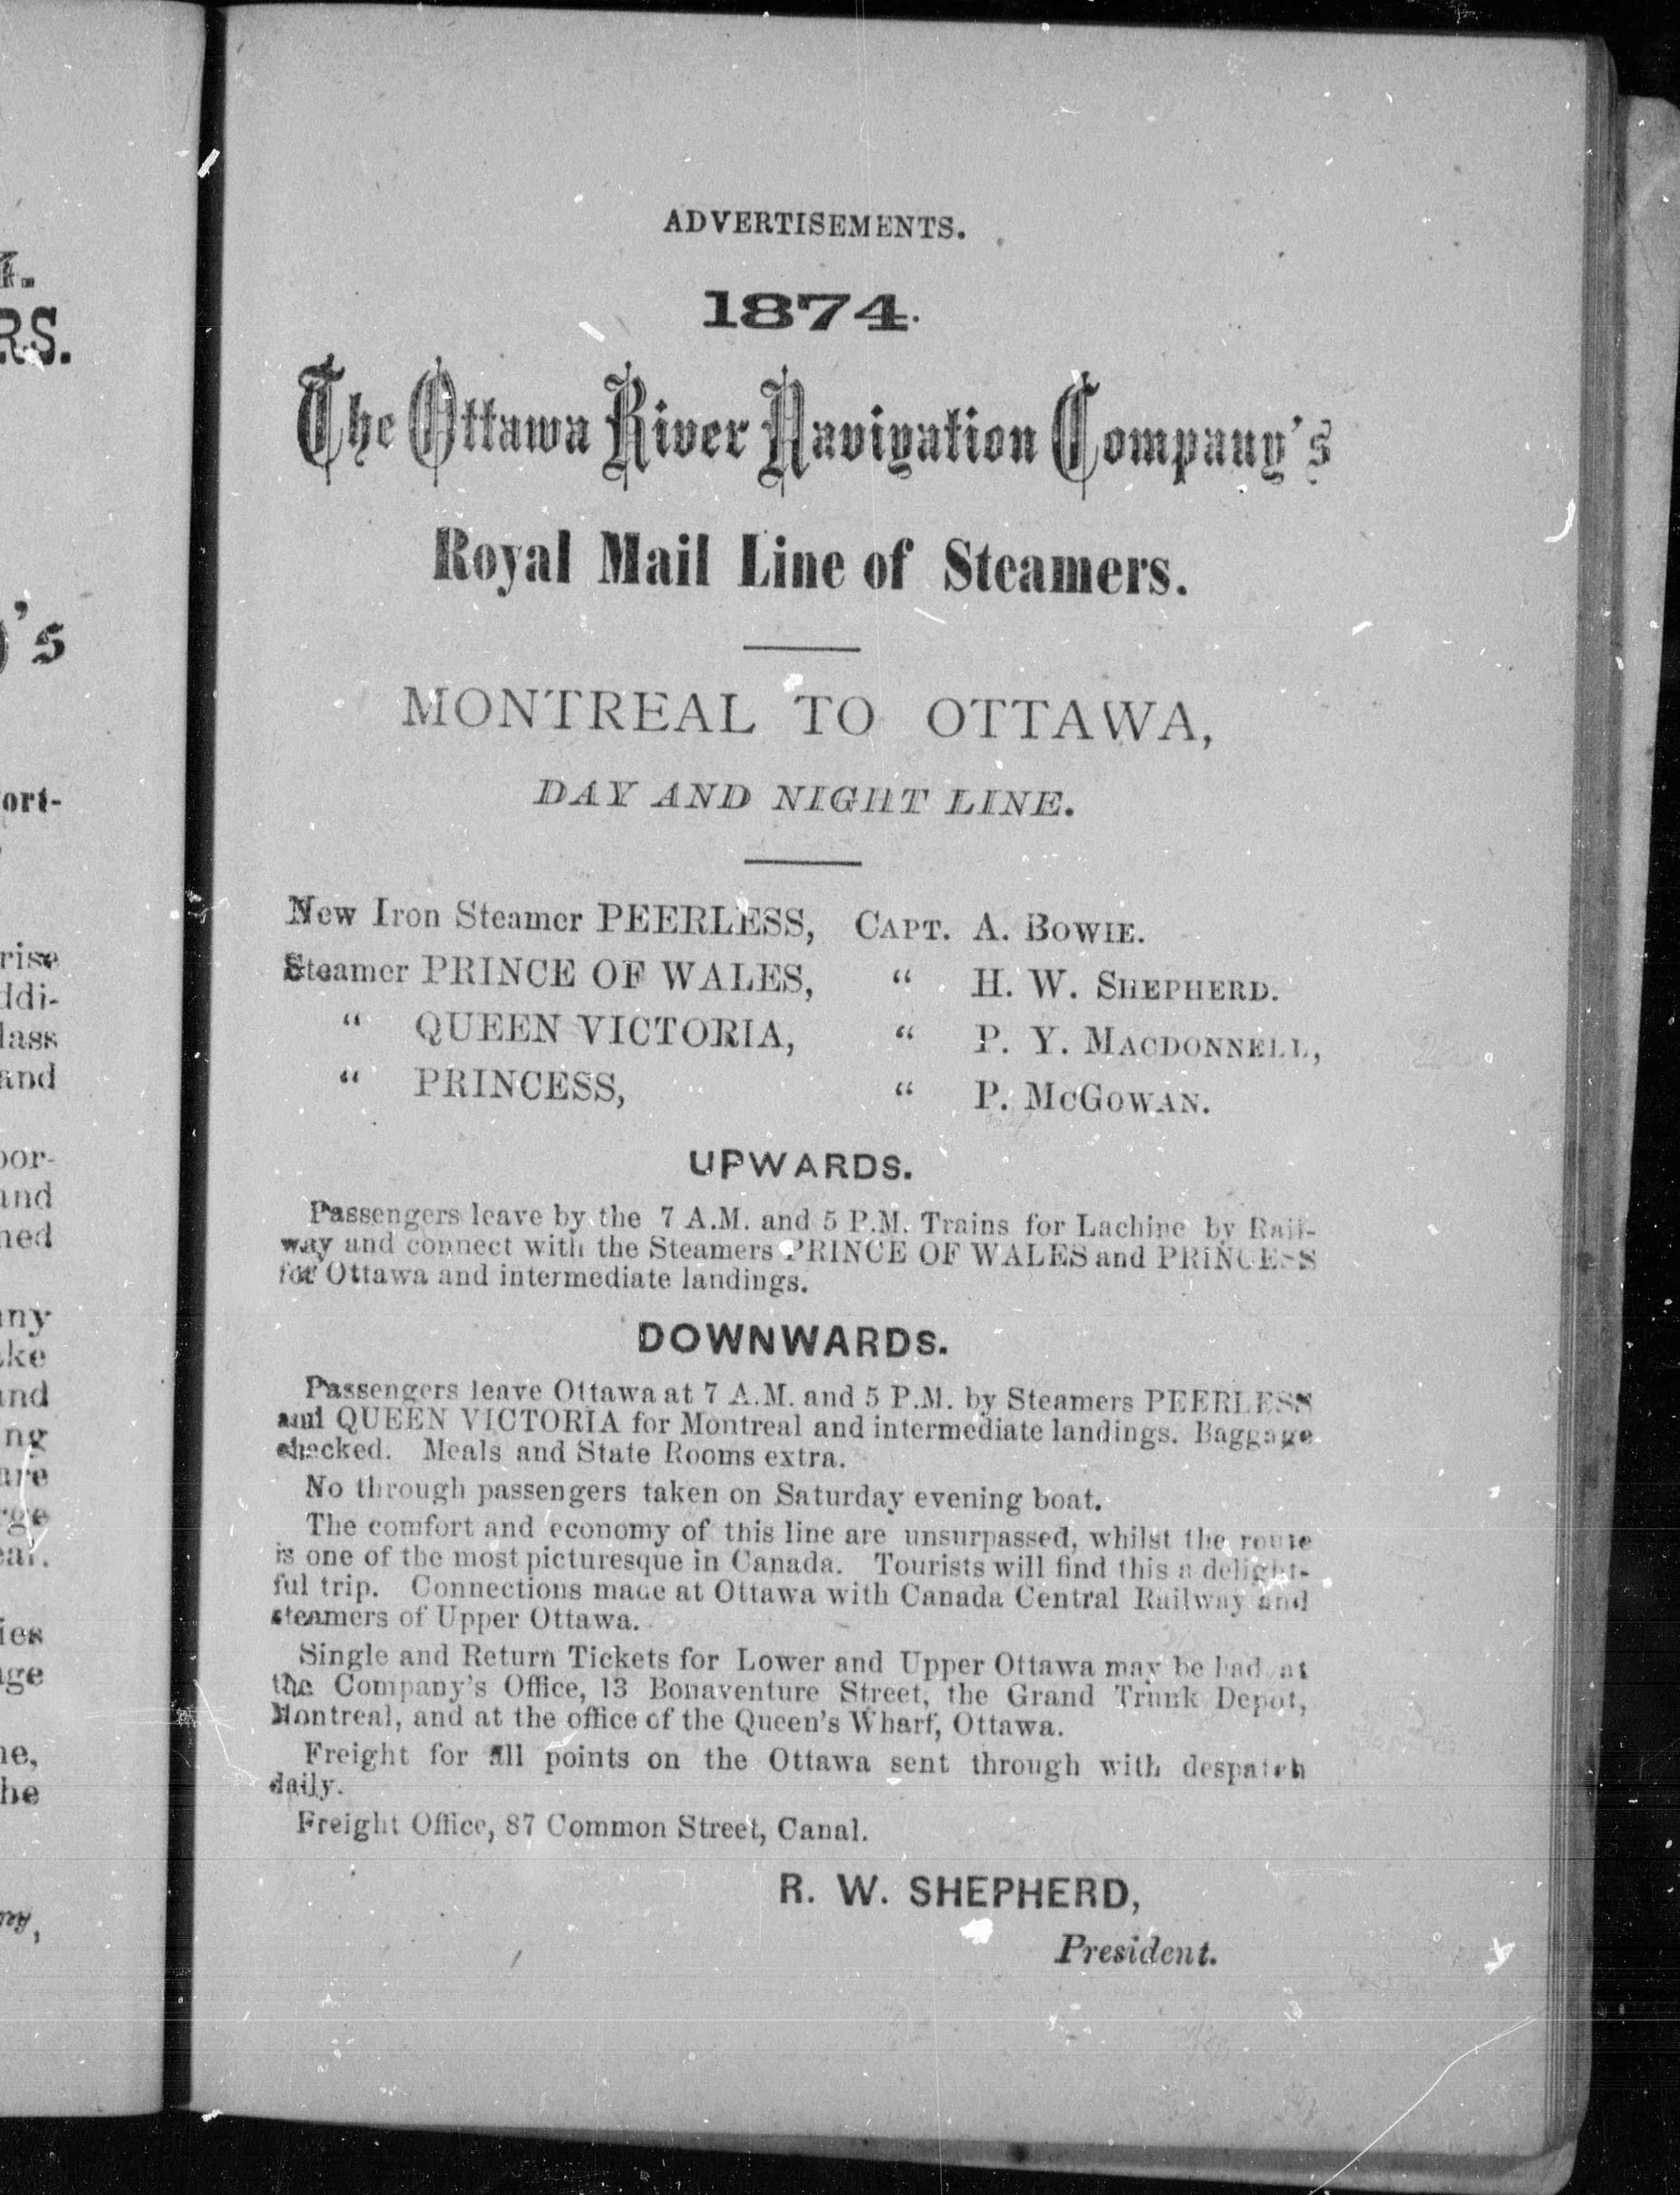 ADVERTISEMENTS.
1874.
The Ottawa River Navigation Company's
Royal Mail Line of Steamers.
MONTREAL TO OTTAWA,
DAY AND NIGHT LINE.
New Iron Steamer PEERLESS, CAPT. A. BOWIE.
Steamer PRINCE OF WALES, " H. W. SHEPHERD.
" QUEEN VICTORIA, " P. Y. MACDONNELL,
" PRINCESS, " P. McGOWAN.
UPWARDS.
Passengers leave by the 7 A.M. and 5 P.M. Trains for Lachine by Rail-
way and connect with the Steamers PRINCE OF WALES and PRINCESS
for Ottawa and intermediate landings.
DOWNWARDS.
Passengers leave Ottawa at 7 A.M. and 5 P.M. by Steamers PEERLESS
and QUEEN VICTORIA for Montreal and intermediate landings. Baggage
checked. Meals and State Rooms extra.
No through passengers taken on Saturday evening boat.
The comfort and economy of this line are unsurpassed, whilst the route
is one of the most picturesque in Canada. Tourists will find this a delight-
ful trip. Connections made at Ottawa with Canada Central Railway and
steamers of Upper Ottawa.
Single and Return Tickets for Lower and Upper Ottawa may be had at
the Company's Office, 13 Bonaventure Street, the Grand Trunk Depot,
Montreal, and at the office of the Queen's Wharf, Ottawa.
Freight for all points on the Ottawa sent through with despatch
daily.
Freight Office, 87 Common Street, Canal.
R. W. SHEPHERD,
President.